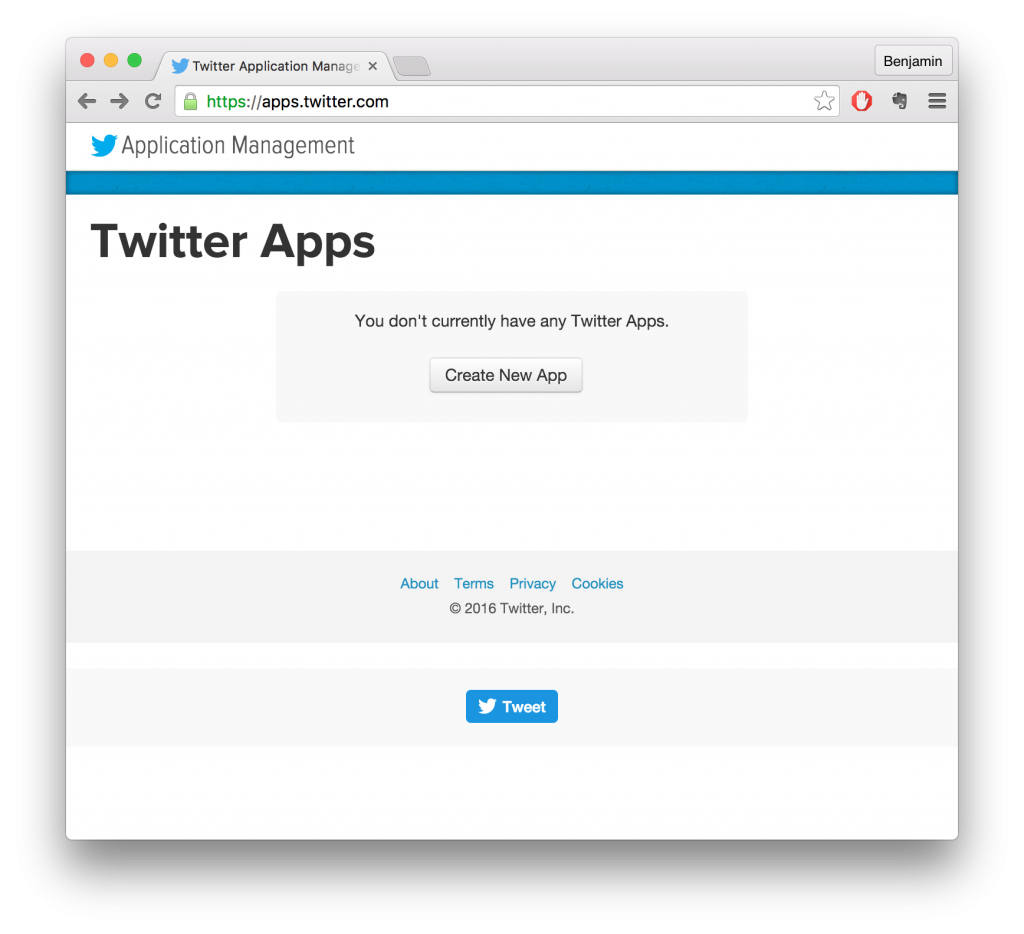 Twitter Application Manage
Benjamin
https://apps.twitter.com
Application Management
Twitter Apps
You don't currently have any Twitter Apps.
Create New App
About Terms Privacy Cookies
© 2016 Twitter, Inc.
Tweet